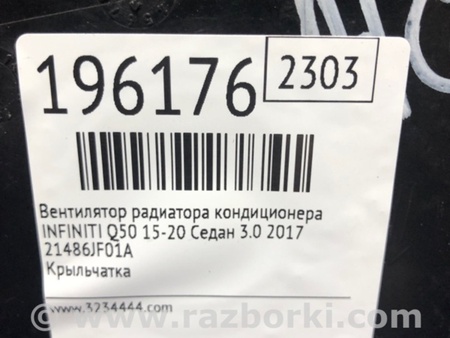 196176
2303
Вентилятор радиатора кондиционера
INFINITI Q50 15-20 Седан 3.0 2017
21486JF01A
Крыльчатка
www.3234444.com
www.razborki.com